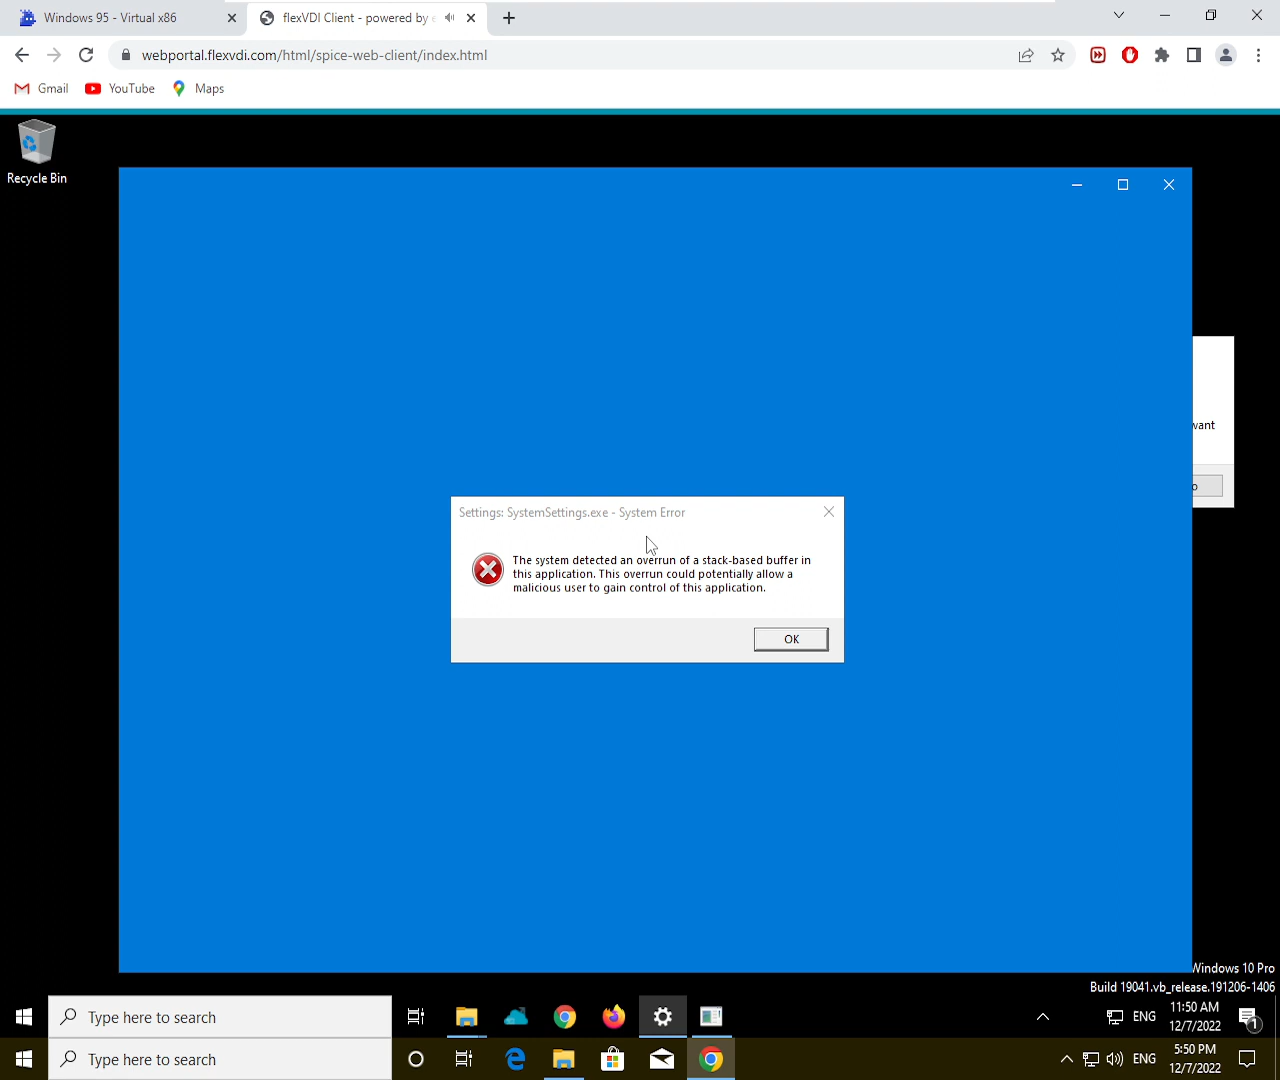 Windows 95 - Virtual x86
flexVDI Client - powered by
webportal.flexvdi.com/html/spice-web-client/index.html
Gmail
YouTube
Maps
Recycle Bin
want
Settings: SystemSettings.exe - System Error
The system detected an overrun of a stack-based buffer in
this application. This overrun could potentially allow a
malicious user to gain control of this application.
OK
Windows 10 Pro
Build 19041.vb_release.191206-1406
Type here to search
ENG
11:50 AM
12/7/2022
1
Type here to search
ENG
5:50 PM
12/7/2022